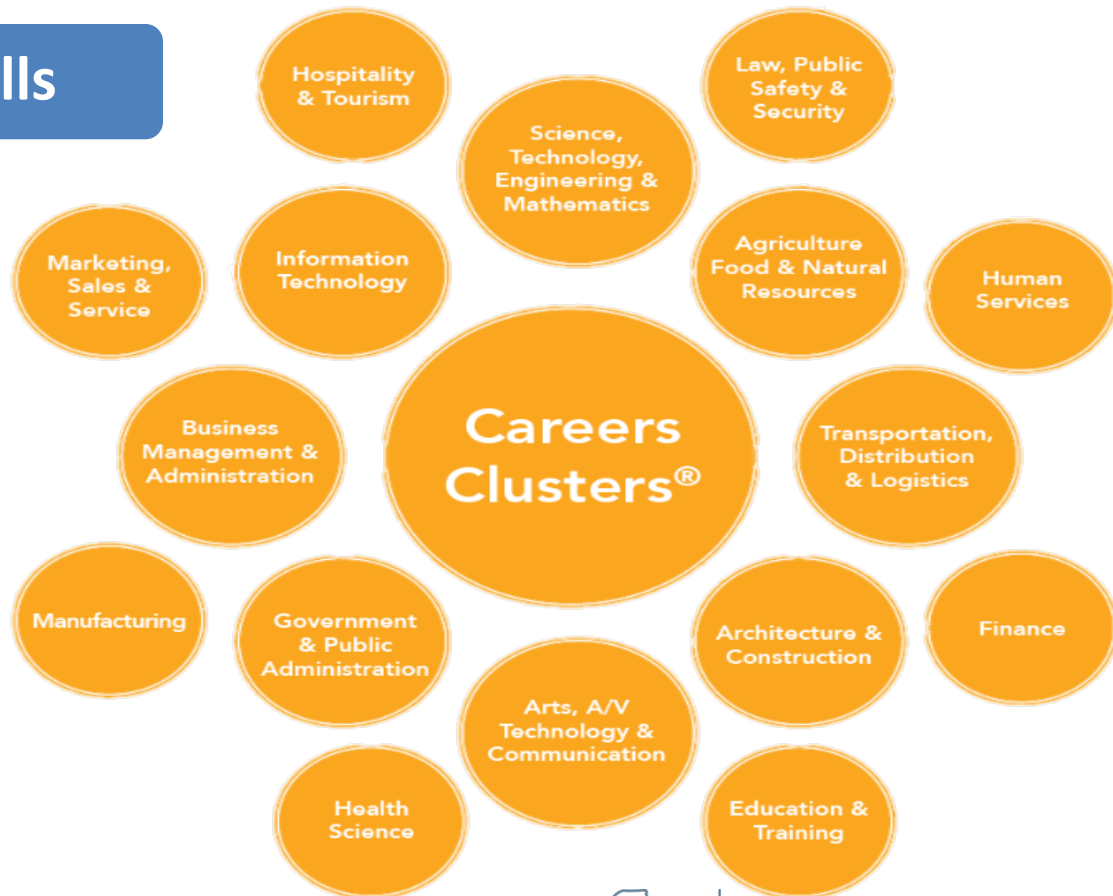 lls
Hospitality
& Tourism
Law, Public
Safety &
Security
Science,
Technology,
Engineering &
Mathematics
Marketing,
Sales &
Service
Information
Technology
Agriculture
Food & Natural
Resources
Human
Services
Business
Management &
Administration
Careers
Clusters®
Transportation,
Distribution
& Logistics
Manufacturing
Government
& Public
Administration
Architecture &
Construction
Finance
Arts, A/V
Technology &
Communication
Health
Science
Education &
Training